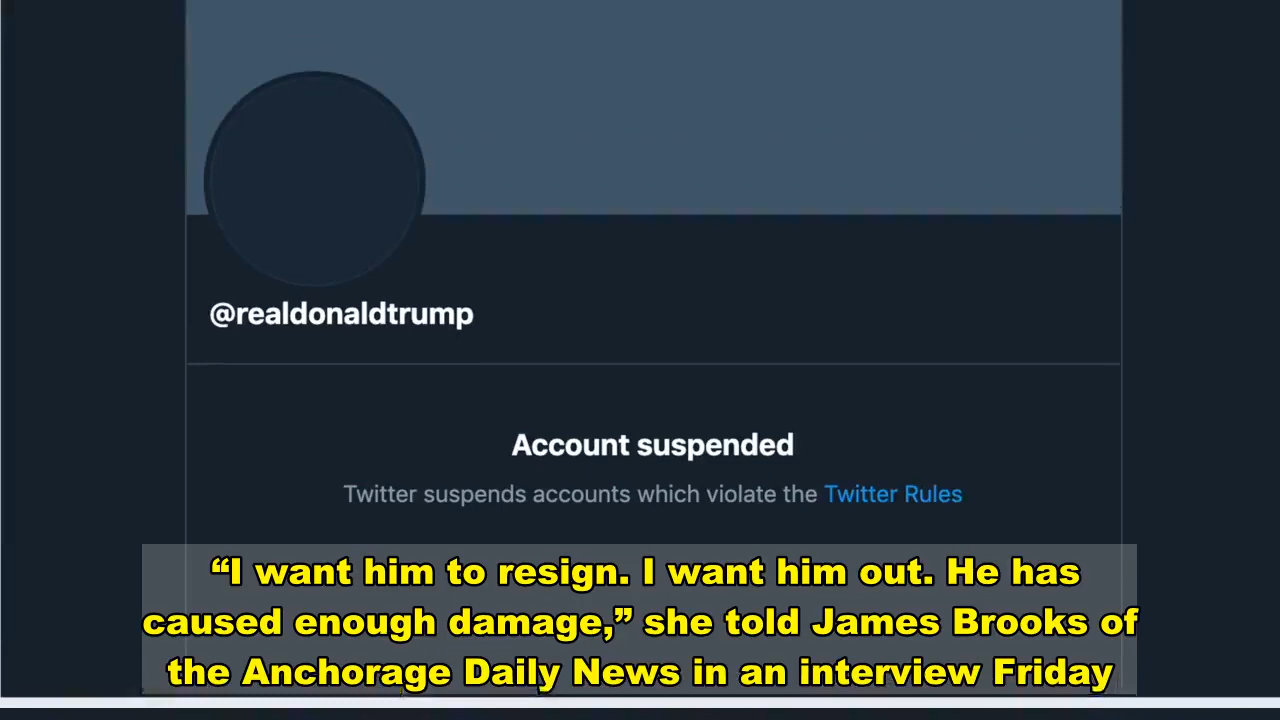 @realdonaldtrump
Account suspended
Twitter suspends accounts which violate the Twitter Rules
“I want him to resign. I want him out. He has
caused enough damage,” she told James Brooks of
the Anchorage Daily News in an interview Friday